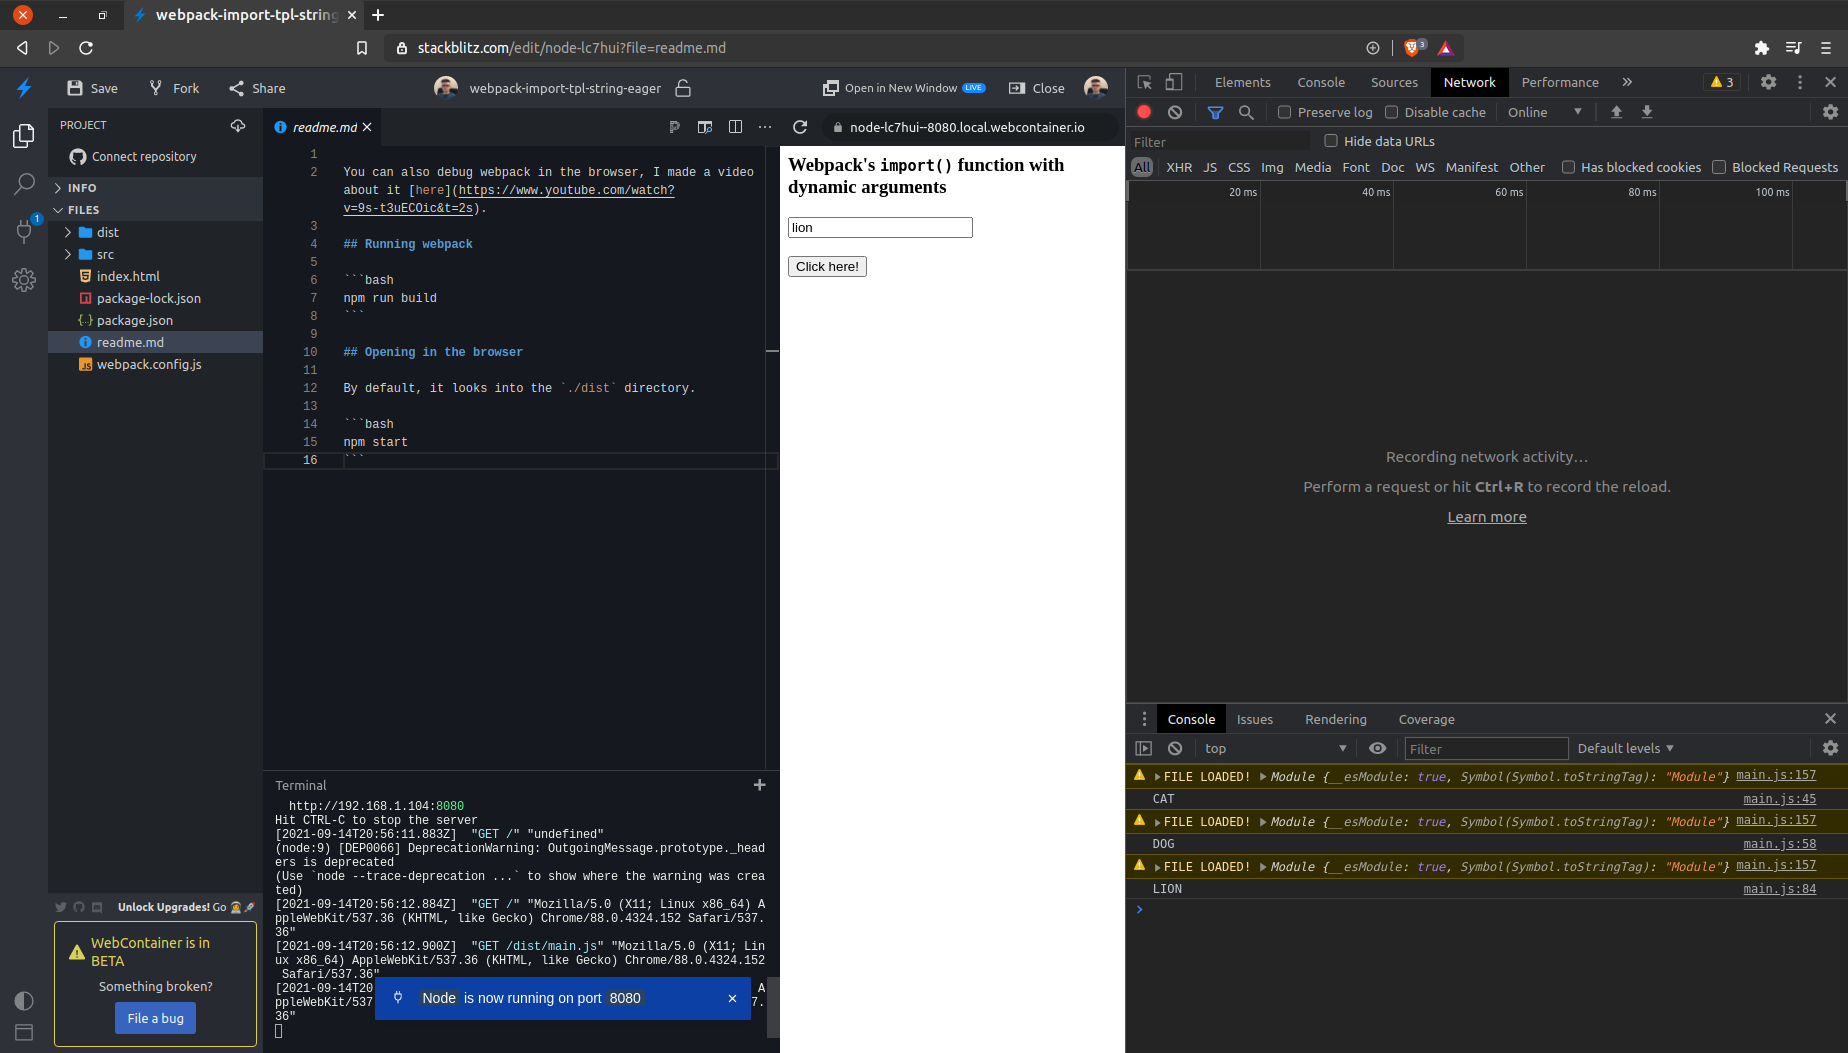 webpack-import-tpl-string
stackblitz.com/edit/node-lc7hui?file=readme.md
3
Save
Fork
Share
webpack-import-tpl-string-eager
Open in New Window LIVE
Close
PROJECT
Connect repository
INFO
FILES
1
dist
src
index.html
package-lock.json
package.json
readme.md
webpack.config.js
Unlock Upgrades! Go
WebContainer is in
BETA
Something broken?
File a bug
readme.md
1
2 You can also debug webpack in the browser, I made a video
about it [here](https://www.youtube.com/watch?
v=9s-t3uECOic&t=2s).
3
4 ## Running webpack
5
6 ```bash
7 npm run build
8 ```
9
10 ## Opening in the browser
11
12 By default, it looks into the `./dist` directory.
13
14 ```bash
15 npm start
16 ```
Terminal
http://192.168.1.104:8080
Hit CTRL-C to stop the server
[2021-09-14T20:56:11.883Z]  "GET /" "undefined"
(node:9) [DEP0066] DeprecationWarning: OutgoingMessage.prototype._head
ers is deprecated
(Use `node --trace-deprecation ...` to show where the warning was crea
ted)
[2021-09-14T20:56:12.884Z]  "GET /" "Mozilla/5.0 (X11; Linux x86_64) A
ppleWebKit/537.36 (KHTML, like Gecko) Chrome/88.0.4324.152 Safari/537.
36"
[2021-09-14T20:56:12.900Z]  "GET /dist/main.js" "Mozilla/5.0 (X11; Lin
ux x86_64) AppleWebKit/537.36 (KHTML, like Gecko) Chrome/88.0.4324.152
Safari/537.36"
[2021-09-14T20 A
ppleWebKit/537 7.
36"
Node is now running on port 8080
node-lc7hui--8080.local.webcontainer.io
Webpack's import() function with
dynamic arguments
lion
Click here!
Elements
Console
Sources
Network
Performance
3
Preserve log
Disable cache
Online
Filter
Hide data URLs
All XHR JS CSS Img Media Font Doc WS Manifest Other
Has blocked cookies
Blocked Requests
20 ms
40 ms
60 ms
80 ms
100 ms
Recording network activity…
Perform a request or hit Ctrl+R to record the reload.
Learn more
Console
Issues
Rendering
Coverage
top
Filter
Default levels
FILE LOADED! Module {__esModule: true, Symbol(Symbol.toStringTag): "Module"} main.js:157
CAT main.js:45
FILE LOADED! Module {__esModule: true, Symbol(Symbol.toStringTag): "Module"} main.js:157
DOG main.js:58
FILE LOADED! Module {__esModule: true, Symbol(Symbol.toStringTag): "Module"} main.js:157
LION main.js:84